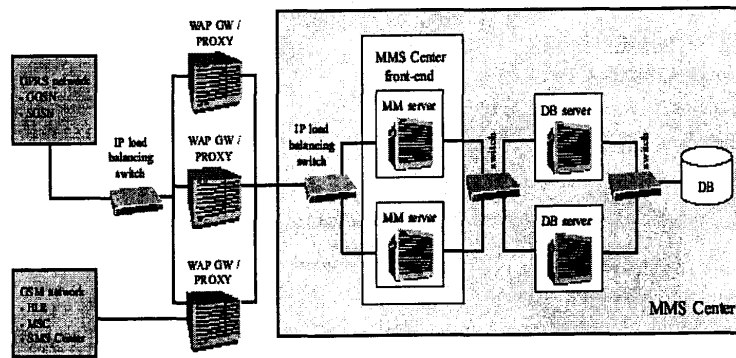 WAP GW /
PROXY
GPRS network
- GGSN
- SGSN
IP load
balancing
switch
WAP GW /
PROXY
WAP GW /
PROXY
GSM network
- HLR
- MSC
- SMS Center
IP load
balancing
switch
MMS Center
front-end
MM server
MM server
switch
DB server
DB server
switch
DB
MMS Center